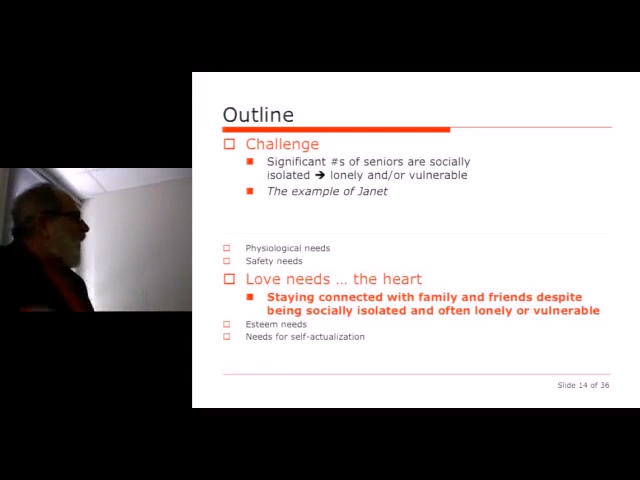 Outline
Challenge
Significant #s of seniors are socially
isolated ➔ lonely and/or vulnerable
The example of Janet
Physiological needs
Safety needs
Love needs … the heart
Staying connected with family and friends despite
being socially isolated and often lonely or vulnerable
Esteem needs
Needs for self-actualization
Slide 14 of 36